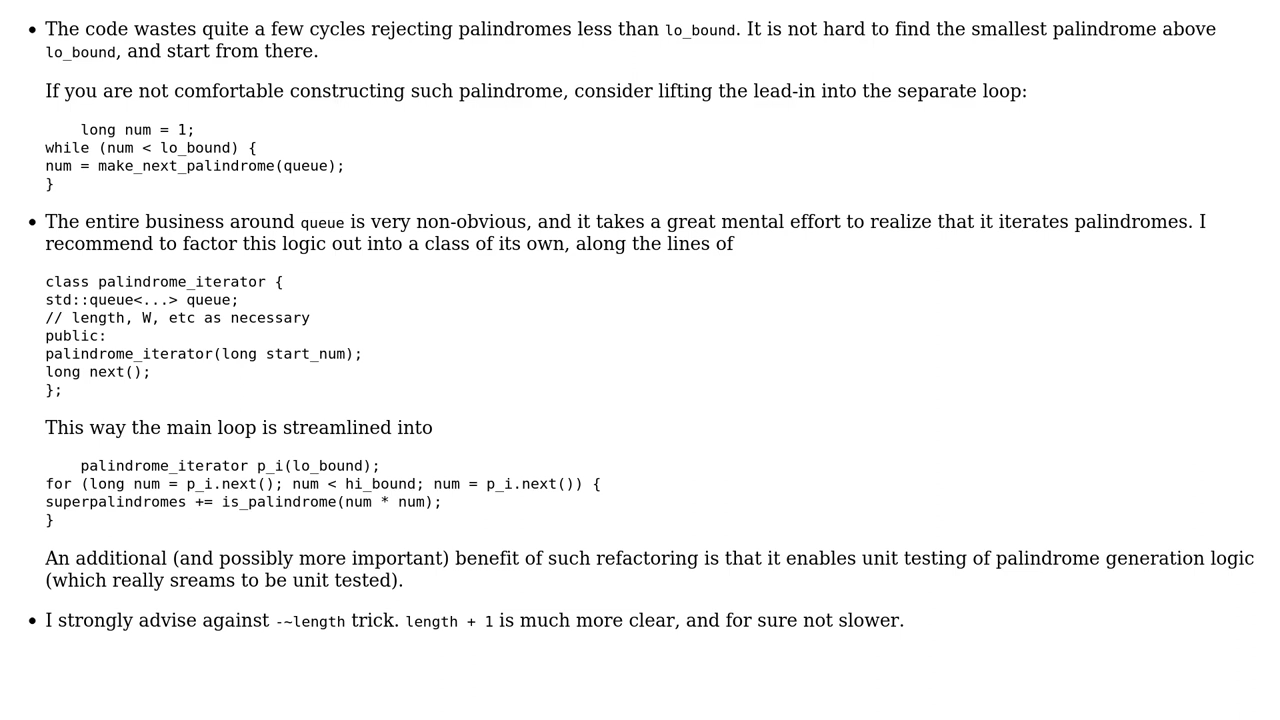 • The code wastes quite a few cycles rejecting palindromes less than lo_bound. It is not hard to find the smallest palindrome above
lo_bound, and start from there.
If you are not comfortable constructing such palindrome, consider lifting the lead-in into the separate loop:
    long num = 1;
while (num < lo_bound) {
num = make_next_palindrome(queue);
}
• The entire business around queue is very non-obvious, and it takes a great mental effort to realize that it iterates palindromes. I
recommend to factor this logic out into a class of its own, along the lines of
class palindrome_iterator {
std::queue<...> queue;
// length, W, etc as necessary
public:
palindrome_iterator(long start_num);
long next();
};
This way the main loop is streamlined into
    palindrome_iterator p_i(lo_bound);
for (long num = p_i.next(); num < hi_bound; num = p_i.next()) {
superpalindromes += is_palindrome(num * num);
}
An additional (and possibly more important) benefit of such refactoring is that it enables unit testing of palindrome generation logic
(which really sreams to be unit tested).
• I strongly advise against -~length trick. length + 1 is much more clear, and for sure not slower.